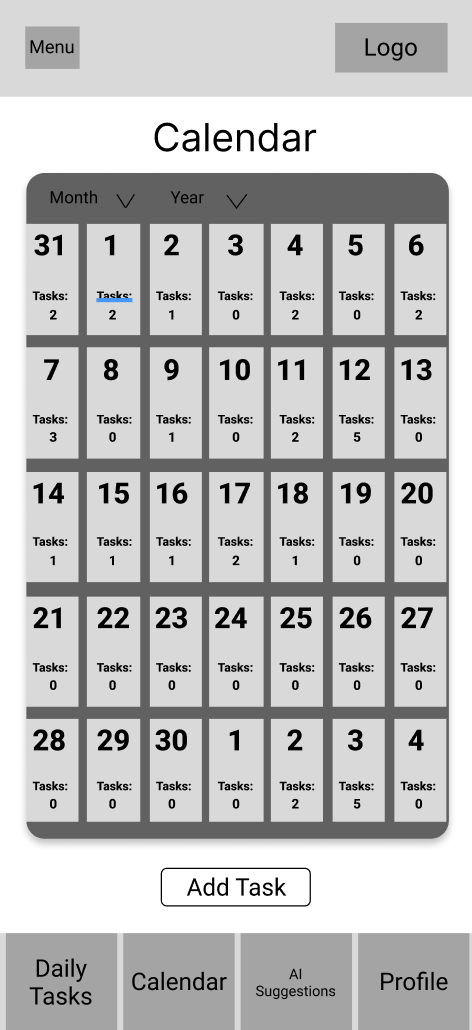 Menu
Logo
Calendar
Month Year
31 1 2 3 4 5 6
Tasks: Tasks: Tasks: Tasks: Tasks: Tasks: Tasks:
2 2 1 0 2 0 2
7 8 9 10 11 12 13
Tasks: Tasks: Tasks: Tasks: Tasks: Tasks: Tasks:
3 0 1 0 2 5 0
14 15 16 17 18 19 20
Tasks: Tasks: Tasks: Tasks: Tasks: Tasks: Tasks:
1 1 1 2 1 0 0
21 22 23 24 25 26 27
Tasks: Tasks: Tasks: Tasks: Tasks: Tasks: Tasks:
0 0 0 0 0 0 0
28 29 30 1 2 3 4
Tasks: Tasks: Tasks: Tasks: Tasks: Tasks: Tasks:
0 0 0 0 2 5 0
Add Task
Daily
Tasks
Calendar
AI
Suggestions
Profile